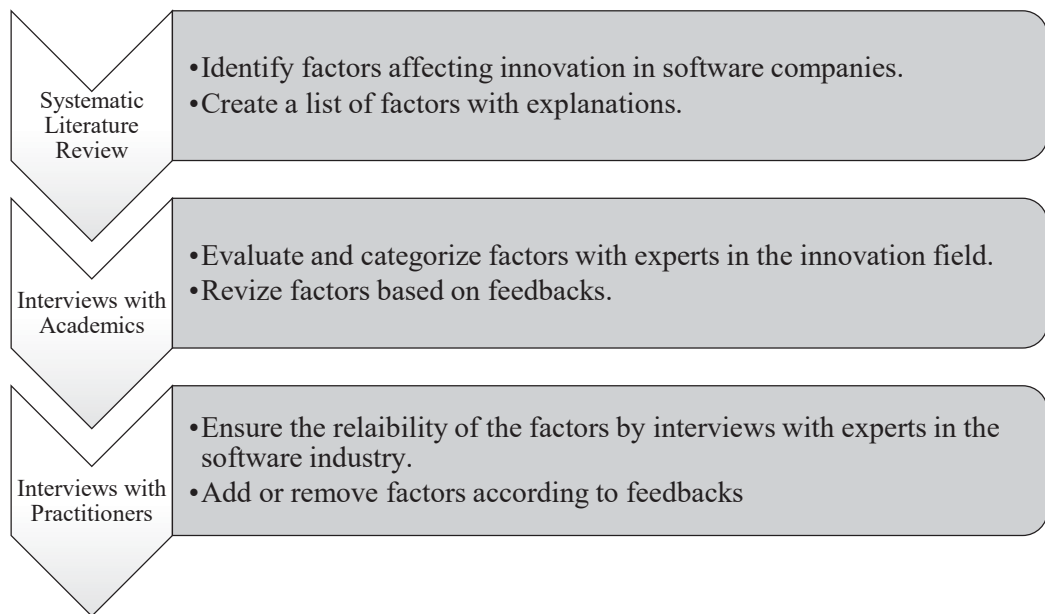 Systematic
Literature
Review
•Identify factors affecting innovation in software companies.
•Create a list of factors with explanations.
Interviews with
Academics
•Evaluate and categorize factors with experts in the innovation field.
•Revize factors based on feedbacks.
Interviews with
Practitioners
•Ensure the relaibility of the factors by interviews with experts in the
software industry.
•Add or remove factors according to feedbacks